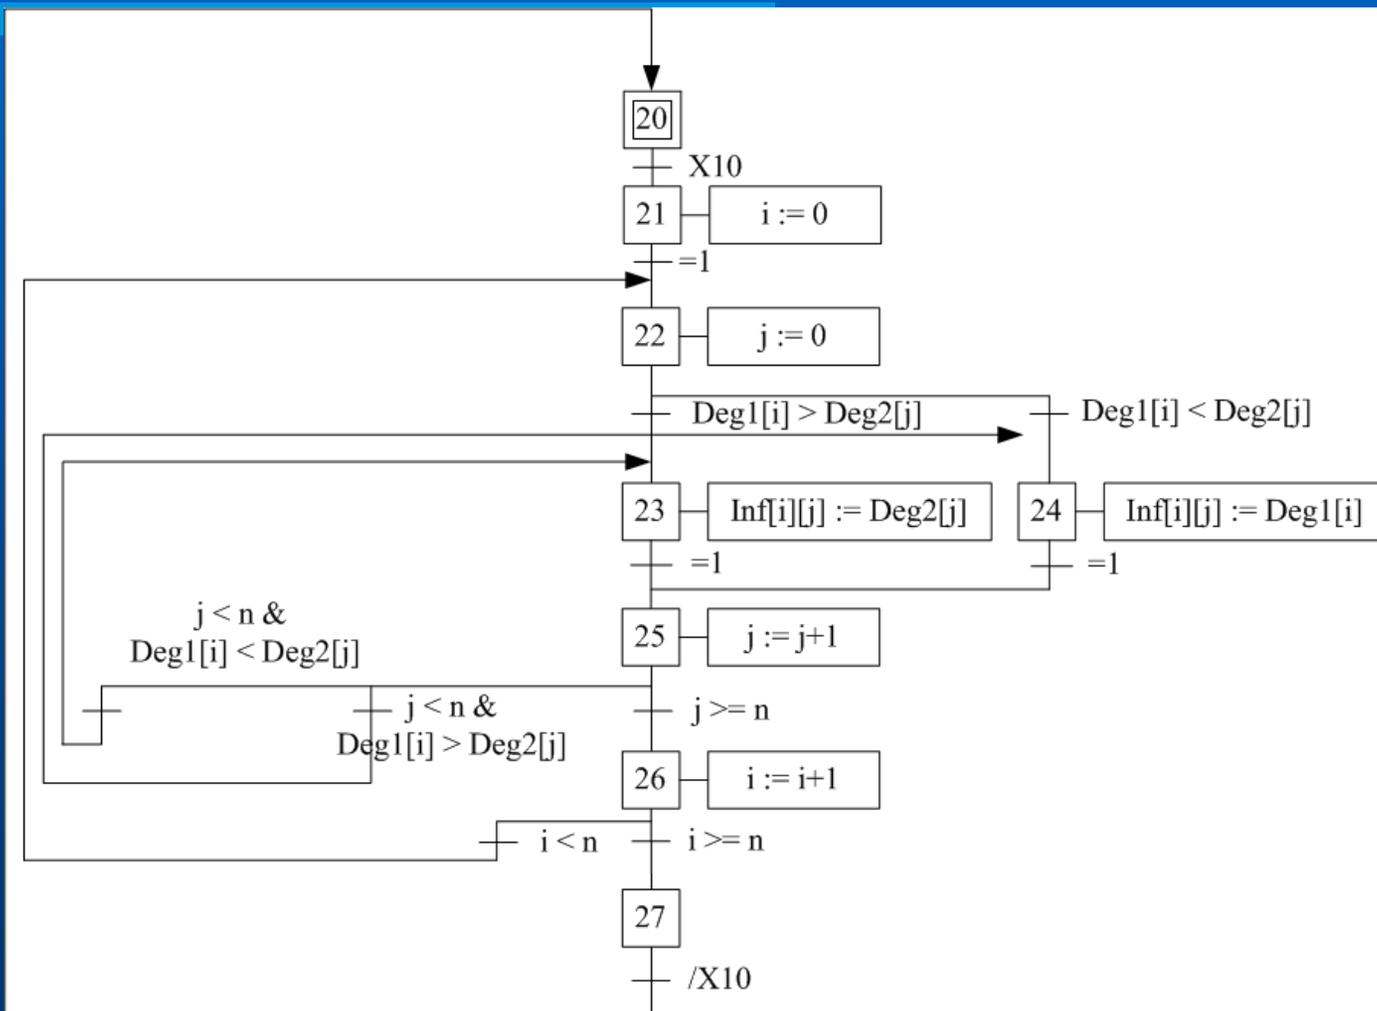 20
X10
21
i := 0
=1
22
j := 0
Deg1[i] > Deg2[j]
Deg1[i] < Deg2[j]
23
Inf[i][j] := Deg2[j]
24
Inf[i][j] := Deg1[i]
=1
=1
j < n &
Deg1[i] < Deg2[j]
25
j := j+1
j < n &
Deg1[i] > Deg2[j]
j >= n
26
i := i+1
i < n
i >= n
27
/X10